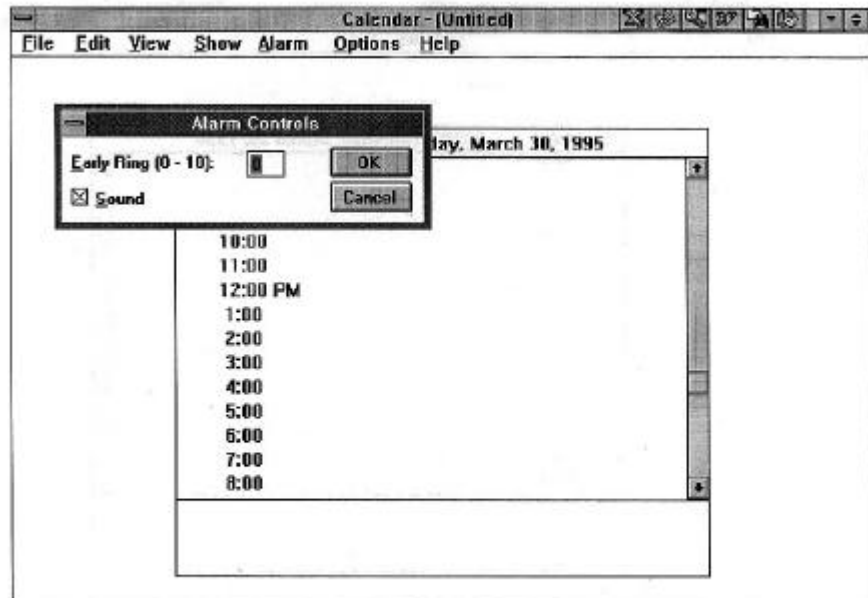 Calendar - (Untitled)
File Edit View Show Alarm Options Help
Alarm Controls
Early Ring (0 - 10): 0 OK
Sound Cancel
day, March 30, 1995
10:00
11:00
12:00 PM
1:00
2:00
3:00
4:00
5:00
6:00
7:00
8:00